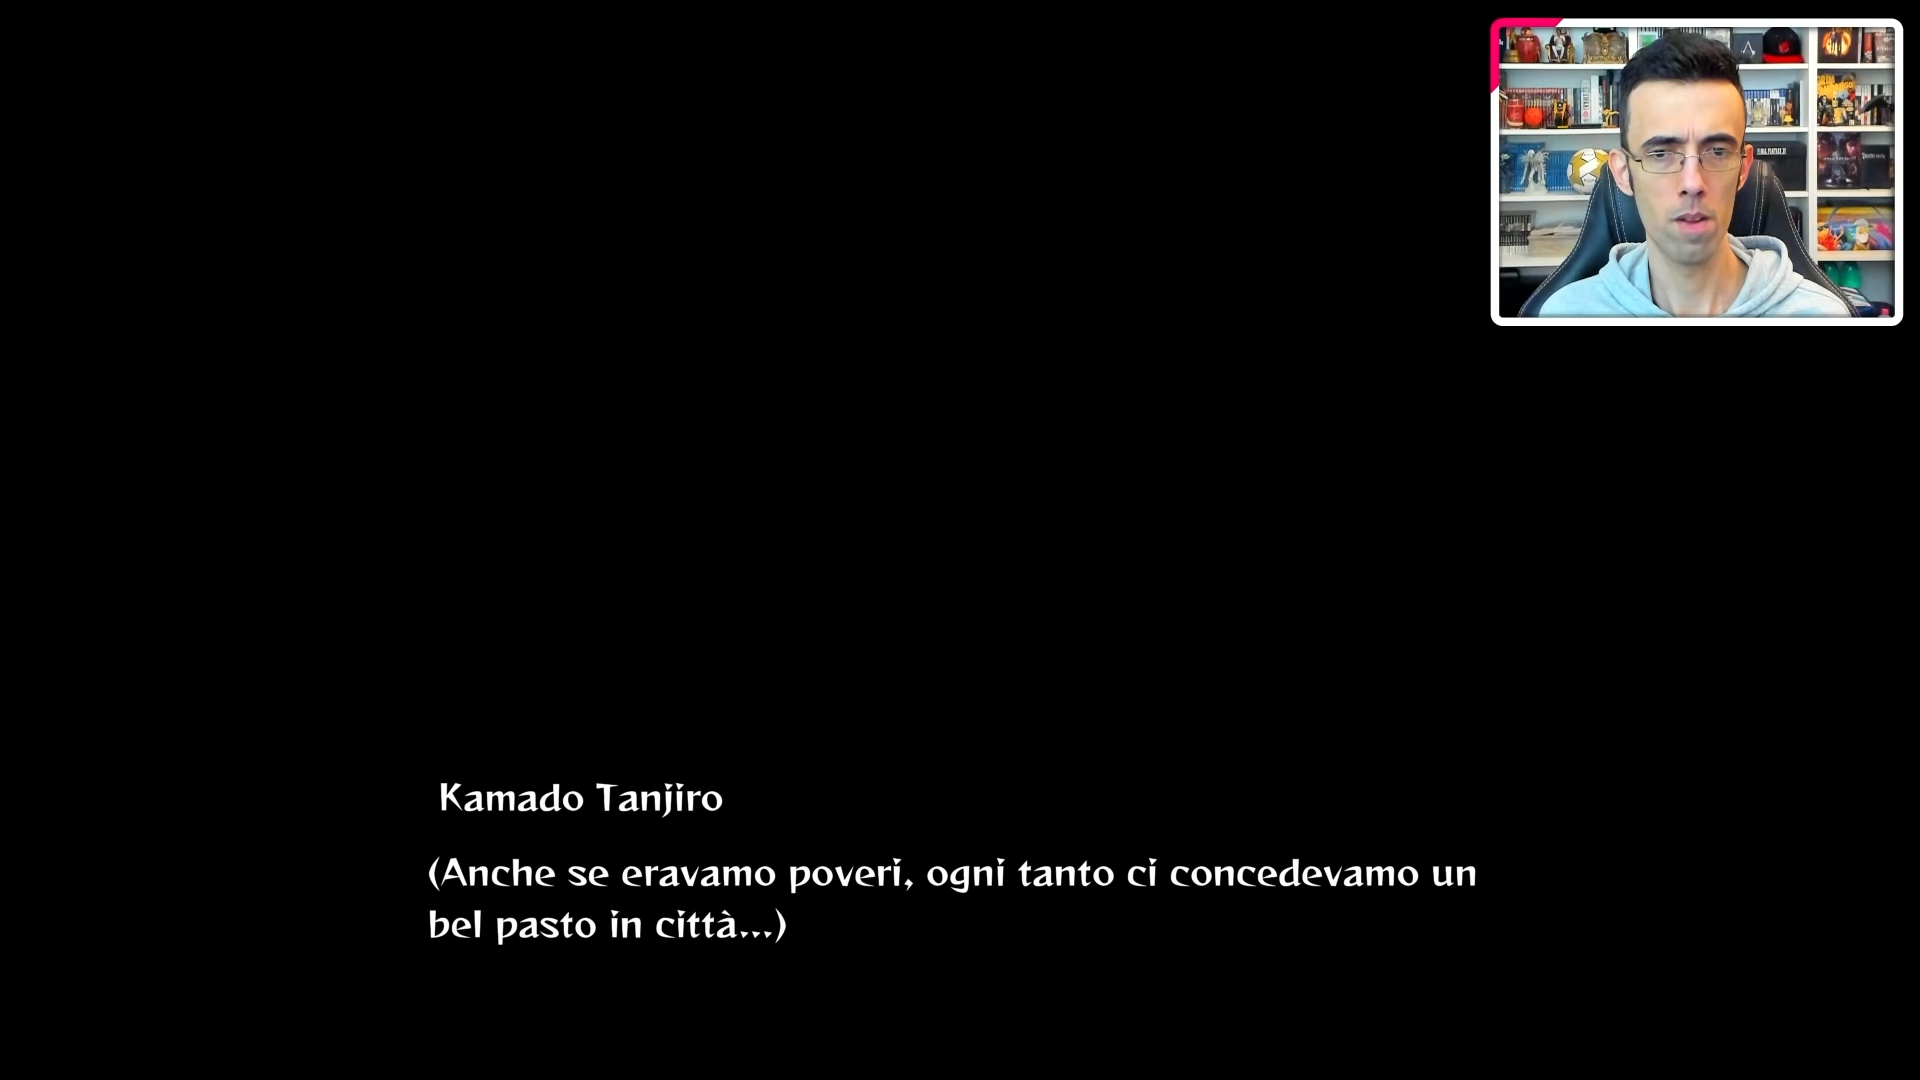 Kamado Tanjiro
(Anche se eravamo poveri, ogni tanto ci concedevamo un
bel pasto in città...)